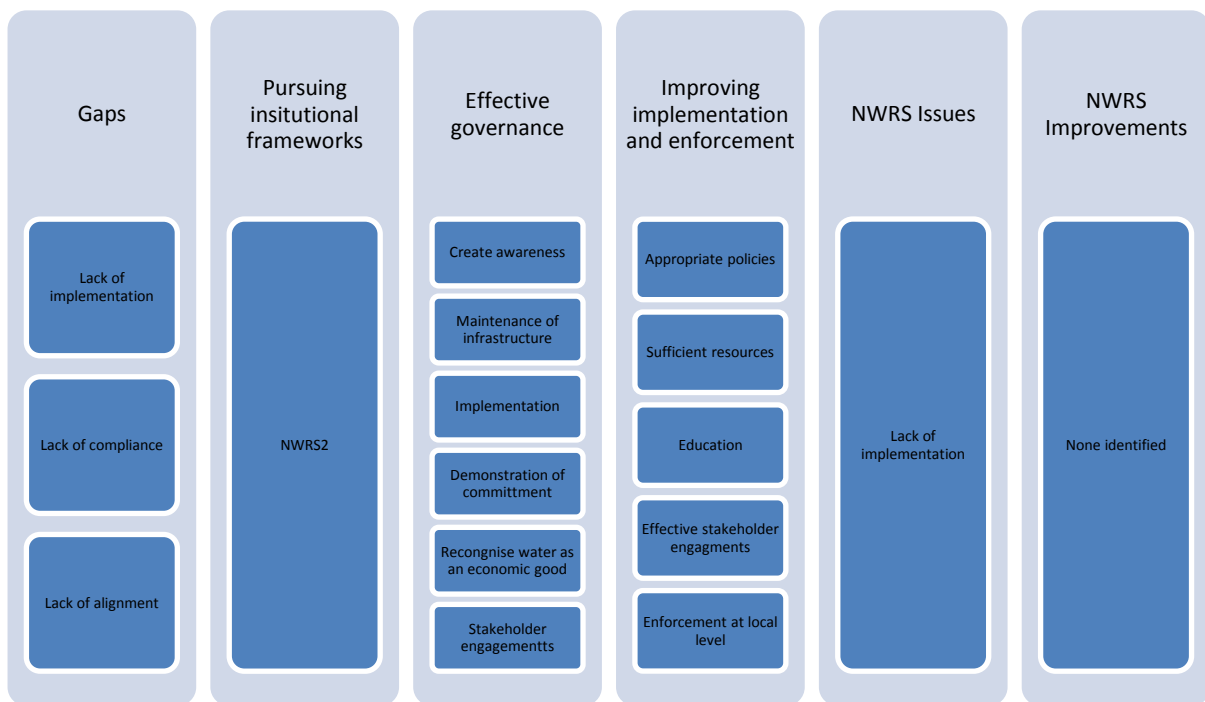 Gaps
Lack of
implementation
Lack of compliance
Lack of alignment
Pursuing
insitutional
frameworks
NWRS2
Effective
governance
Create awareness
Maintenance of
infrastructure
Implementation
Demonstration of
committment
Recongnise water as
an economic good
Stakeholder
engagementts
Improving
implementation
and enforcement
Appropriate policies
Sufficient resources
Education
Effective stakeholder
engagments
Enforcement at local
level
NWRS Issues
Lack of
implementation
NWRS
Improvements
None identified